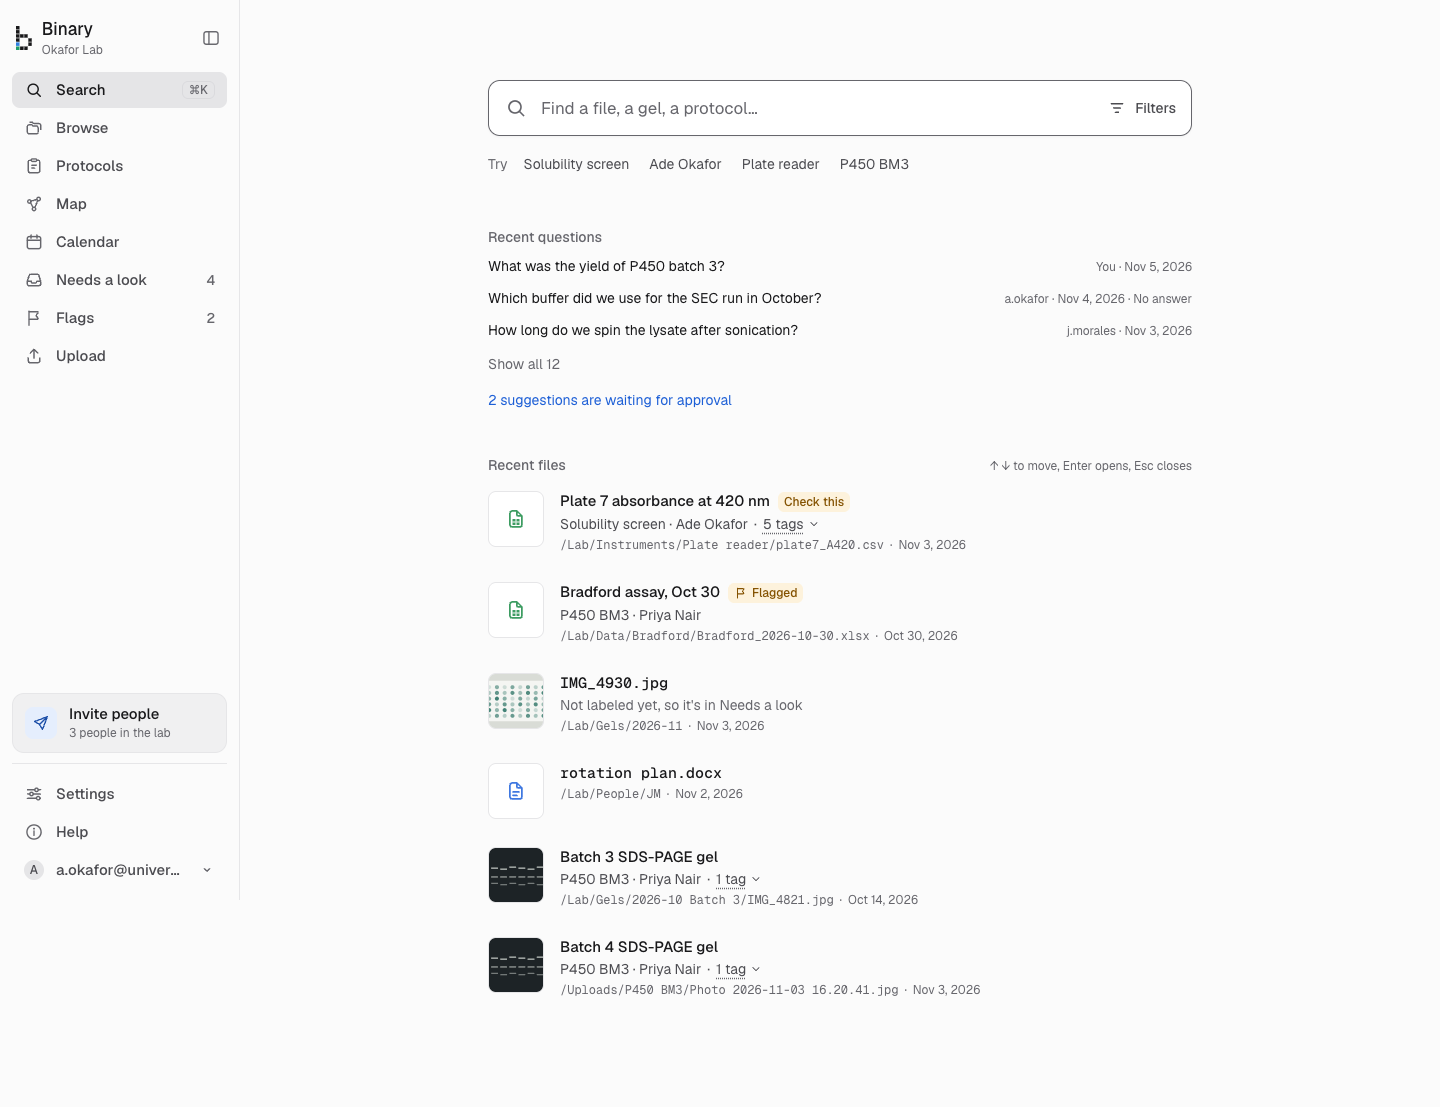 Binary
Okafor Lab
Search ⌘K
Browse
Protocols
Map
Calendar
Needs a look 4
Flags 2
Upload
Invite people
3 people in the lab
Settings
Help
A a.okafor@univer...
Find a file, a gel, a protocol...
Filters
Try Solubility screen Ade Okafor Plate reader P450 BM3
Recent questions
What was the yield of P450 batch 3? You · Nov 5, 2026
Which buffer did we use for the SEC run in October? a.okafor · Nov 4, 2026 · No answer
How long do we spin the lysate after sonication? j.morales · Nov 3, 2026
Show all 12
2 suggestions are waiting for approval
Recent files ↑↓ to move, Enter opens, Esc closes
Plate 7 absorbance at 420 nm Check this
Solubility screen · Ade Okafor · 5 tags
/Lab/Instruments/Plate reader/plate7_A420.csv · Nov 3, 2026
Bradford assay, Oct 30 Flagged
P450 BM3 · Priya Nair
/Lab/Data/Bradford/Bradford_2026-10-30.xlsx · Oct 30, 2026
IMG_4930.jpg
Not labeled yet, so it's in Needs a look
/Lab/Gels/2026-11 · Nov 3, 2026
rotation plan.docx
/Lab/People/JM · Nov 2, 2026
Batch 3 SDS-PAGE gel
P450 BM3 · Priya Nair · 1 tag
/Lab/Gels/2026-10 Batch 3/IMG_4821.jpg · Oct 14, 2026
Batch 4 SDS-PAGE gel
P450 BM3 · Priya Nair · 1 tag
/Uploads/P450 BM3/Photo 2026-11-03 16.20.41.jpg · Nov 3, 2026